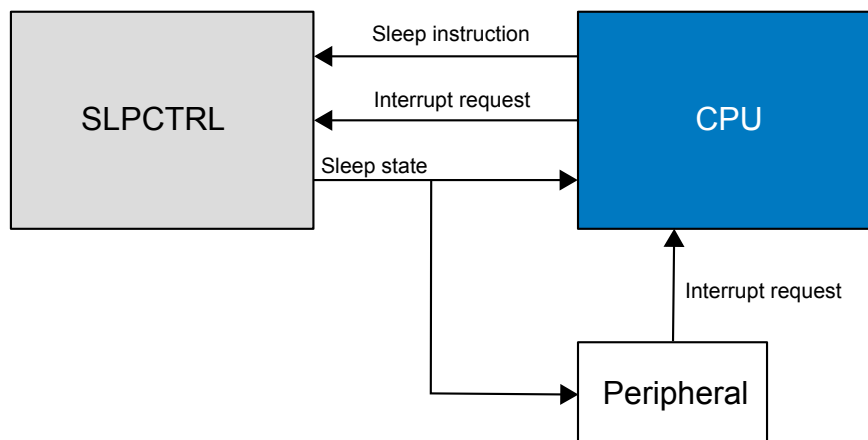 Sleep instruction
SLPCTRL
Interrupt request
CPU
Sleep state
Interrupt request
Peripheral